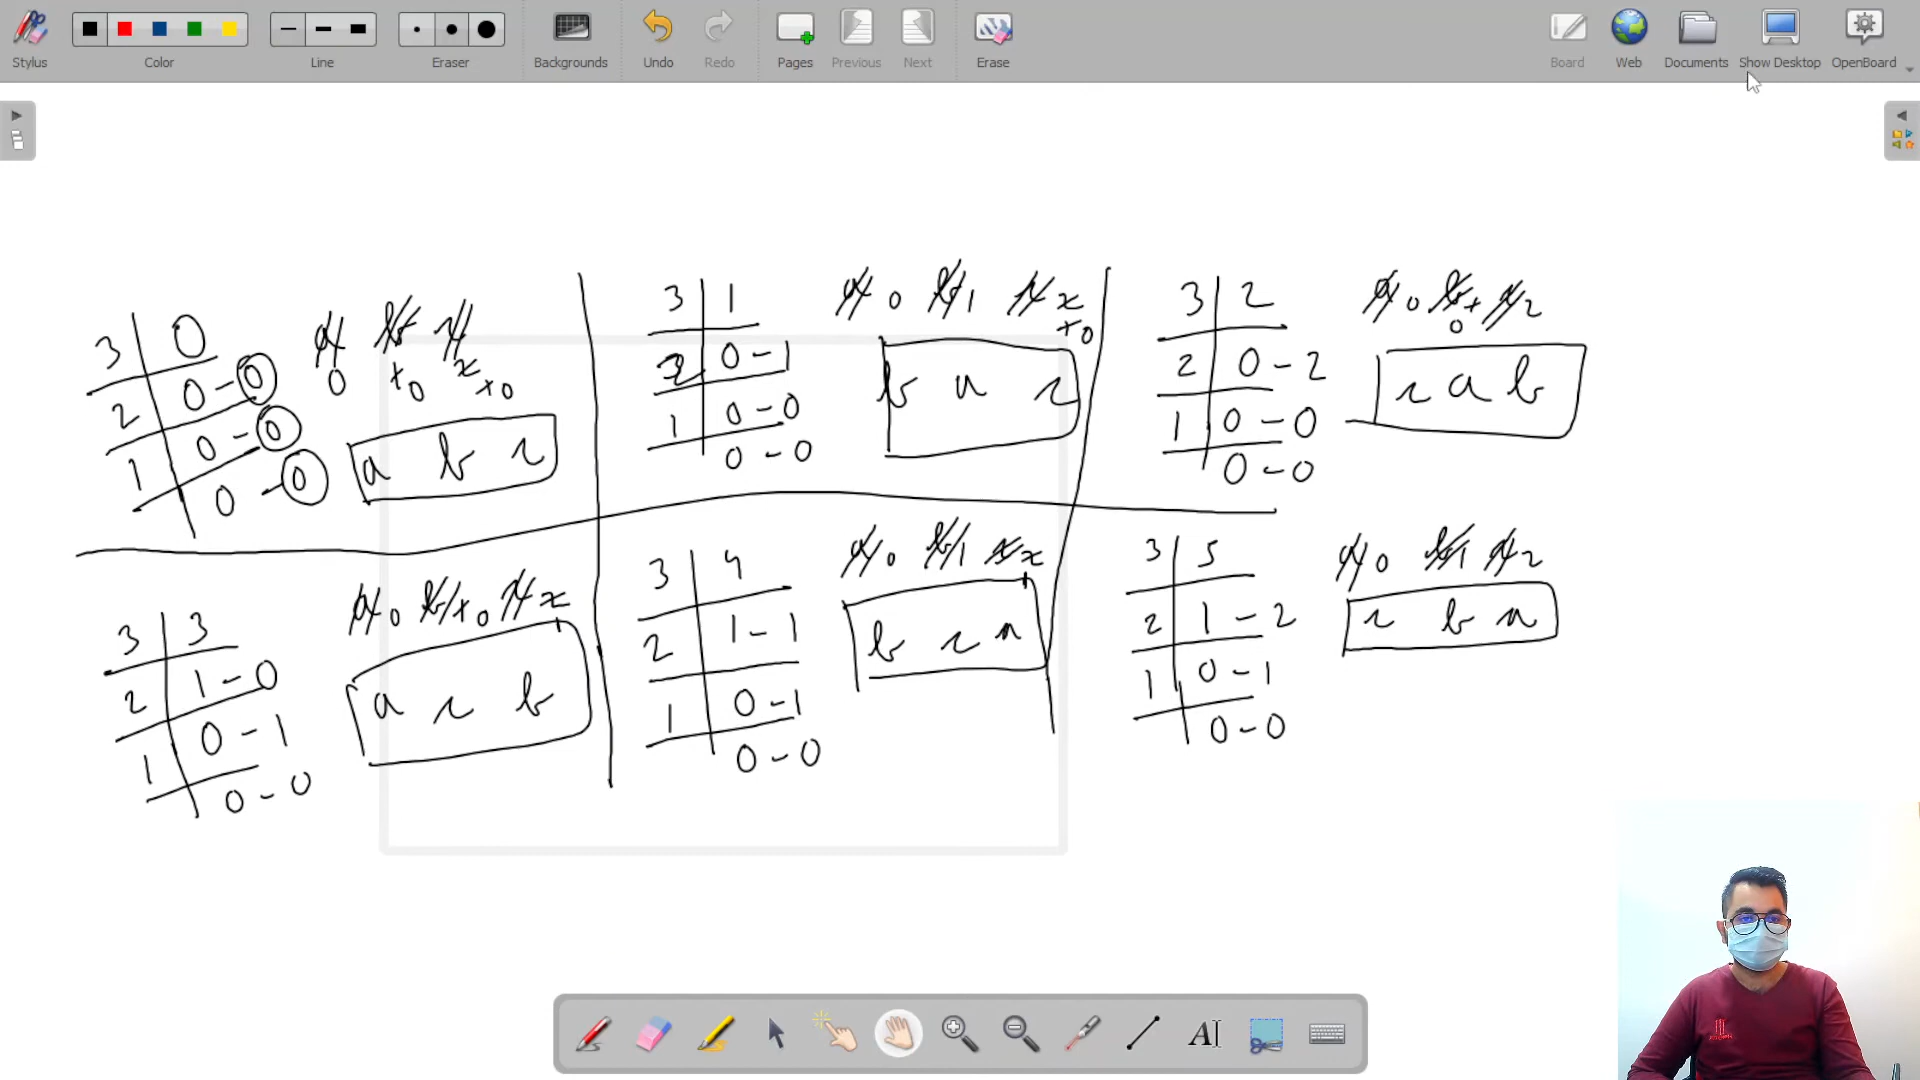 Stylus Color Line Eraser Backgrounds Undo Redo Pages Previous Next Erase Board Web Documents Show Desktop OpenBoard
3 0
2 0 - 0
1 0 - 0
0 - 0
a b c
3 1
2 0 - 1
1 0 - 0
0 - 0
b a c
3 2
2 0 - 2
1 0 - 0
0 - 0
c a b
3 3
2 1 - 0
1 0 - 1
0 - 0
a c b
3 4
2 1 - 1
1 0 - 1
0 - 0
b c a
3 5
2 1 - 2
1 0 - 1
0 - 0
c b a